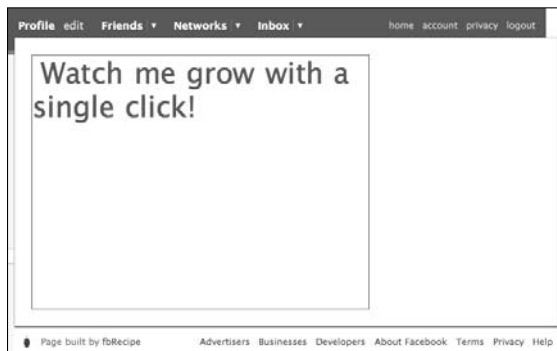 Profile edit Friends Networks Inbox home account privacy logout
Watch me grow with a
single click!
Page built by fbRecipe Advertisers Businesses Developers About Facebook Terms Privacy Help